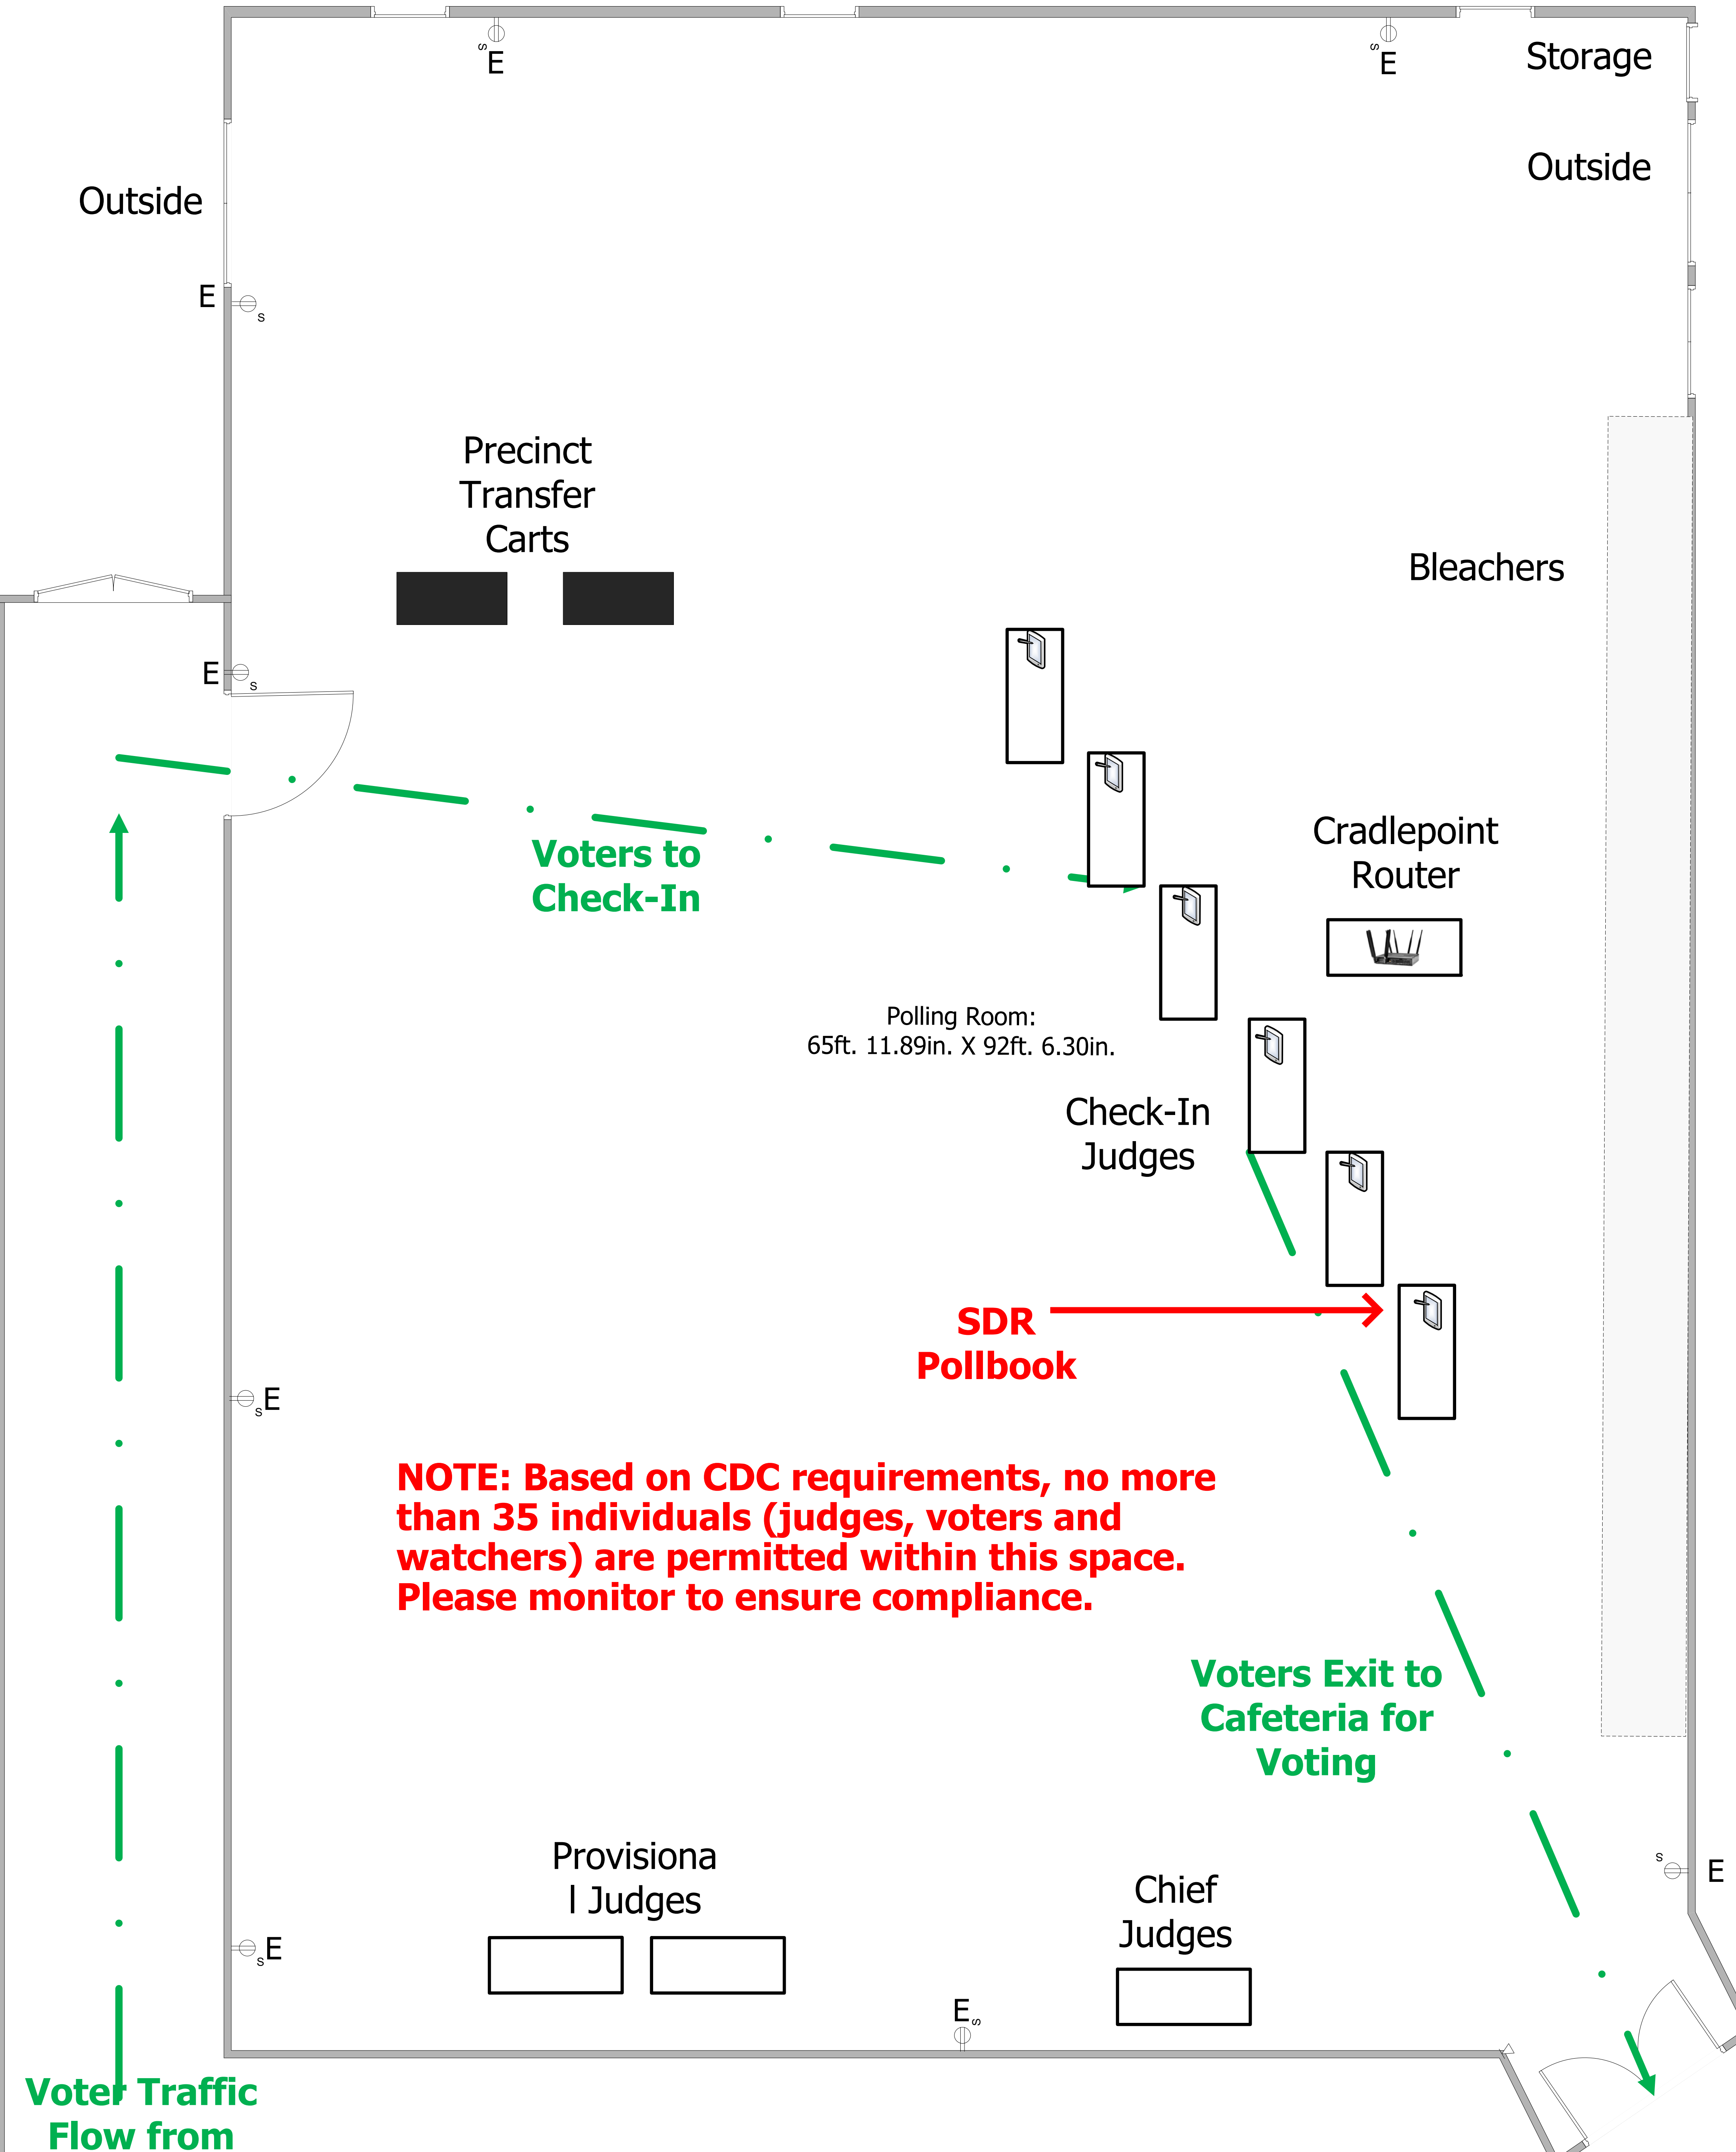 s
E
s
E
Storage
Outside
Outside
E
s
Precinct
Transfer
Carts
Bleachers
E
s
Voters to
Check-In
Cradlepoint
Router
Polling Room:
65ft. 11.89in. X 92ft. 6.30in.
Check-In
Judges
SDR
Pollbook
s
E
NOTE: Based on CDC requirements, no more
than 35 individuals (judges, voters and
watchers) are permitted within this space.
Please monitor to ensure compliance.
Voters Exit to
Cafeteria for
Voting
Provisiona
l Judges
Chief
Judges
s
E
s
E
E
s
Voter Traffic
Flow from